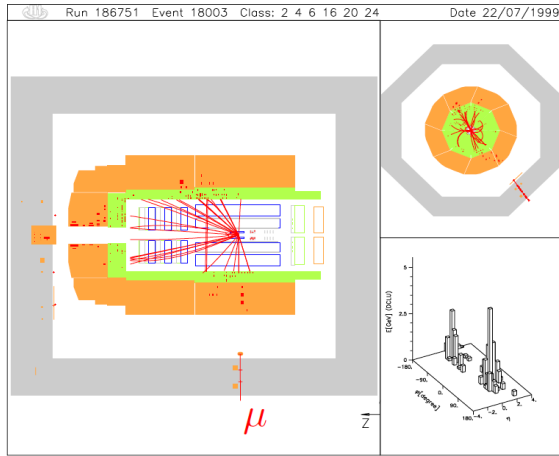 Run 186751 Event 18003 Class: 2 4 6 16 20 24 Date 22/07/1999
μ
Z
E[GeV] (DCLU)
5
2.5
0
-180.
-90.
0.
90.
180.
φ[degree]
-4.
-2.
0.
2.
4.
η